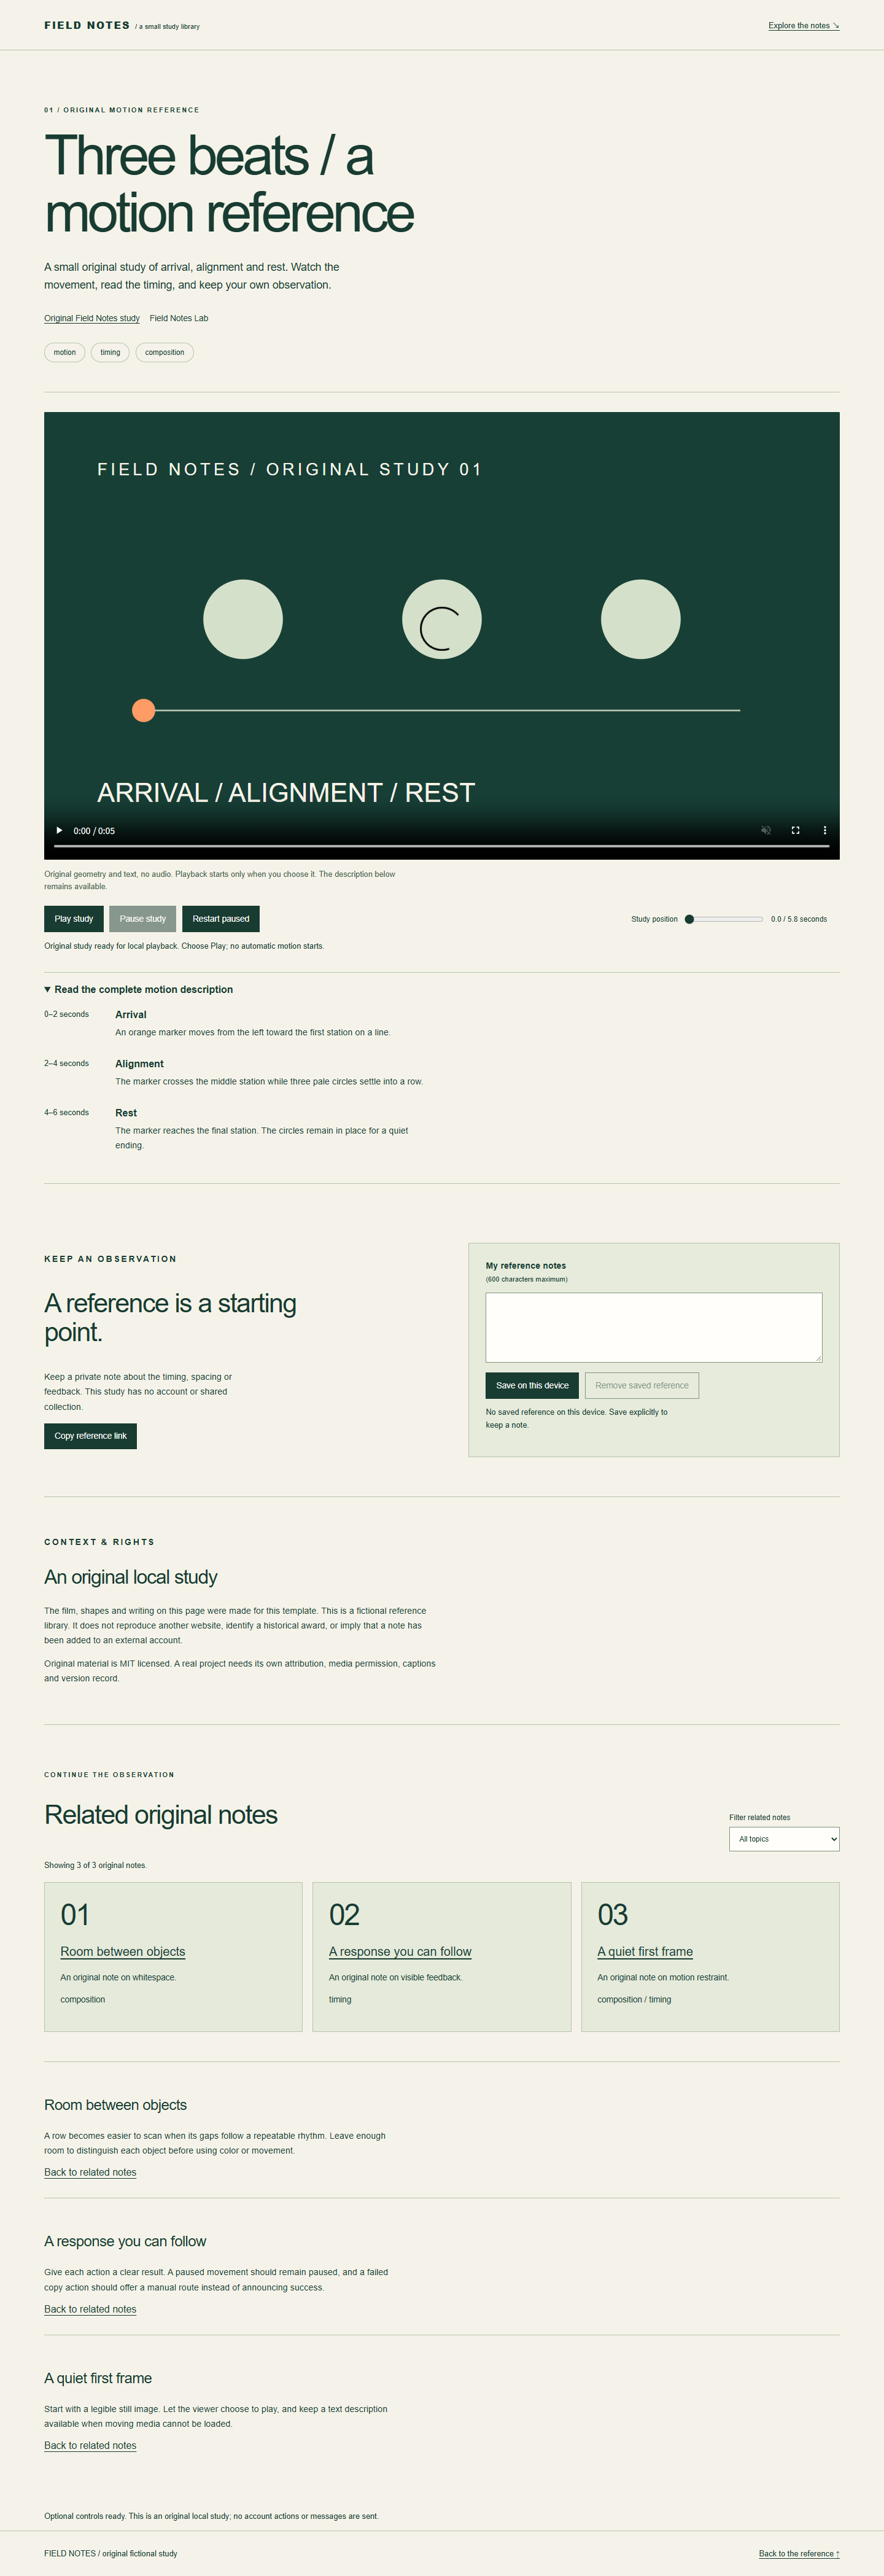 FIELD NOTES / a small study library
Explore the notes ↘
01 / ORIGINAL MOTION REFERENCE
Three beats / a
motion reference
A small original study of arrival, alignment and rest. Watch the
movement, read the timing, and keep your own observation.
Original Field Notes study Field Notes Lab
motion timing composition
FIELD NOTES / ORIGINAL STUDY 01
ARRIVAL / ALIGNMENT / REST
0:00 / 0:05
Original geometry and text, no audio. Playback starts only when you choose it. The description below
remains available.
Play study Pause study Restart paused
Study position 0.0 / 5.8 seconds
Original study ready for local playback. Choose Play; no automatic motion starts.
▼ Read the complete motion description
0–2 seconds Arrival
An orange marker moves from the left toward the first station on a line.
2–4 seconds Alignment
The marker crosses the middle station while three pale circles settle into a row.
4–6 seconds Rest
The marker reaches the final station. The circles remain in place for a quiet
ending.
KEEP AN OBSERVATION
A reference is a starting
point.
Keep a private note about the timing, spacing or
feedback. This study has no account or shared
collection.
Copy reference link
My reference notes
(600 characters maximum)
Save on this device Remove saved reference
No saved reference on this device. Save explicitly to
keep a note.
CONTEXT & RIGHTS
An original local study
The film, shapes and writing on this page were made for this template. This is a fictional reference
library. It does not reproduce another website, identify a historical award, or imply that a note has
been added to an external account.
Original material is MIT licensed. A real project needs its own attribution, media permission, captions
and version record.
CONTINUE THE OBSERVATION
Related original notes
Filter related notes
All topics
Showing 3 of 3 original notes.
01
Room between objects
An original note on whitespace.
composition
02
A response you can follow
An original note on visible feedback.
timing
03
A quiet first frame
An original note on motion restraint.
composition / timing
Room between objects
A row becomes easier to scan when its gaps follow a repeatable rhythm. Leave enough
room to distinguish each object before using color or movement.
Back to related notes
A response you can follow
Give each action a clear result. A paused movement should remain paused, and a failed
copy action should offer a manual route instead of announcing success.
Back to related notes
A quiet first frame
Start with a legible still image. Let the viewer choose to play, and keep a text description
available when moving media cannot be loaded.
Back to related notes
Optional controls ready. This is an original local study; no account actions or messages are sent.
FIELD NOTES / original fictional study
Back to the reference ↑